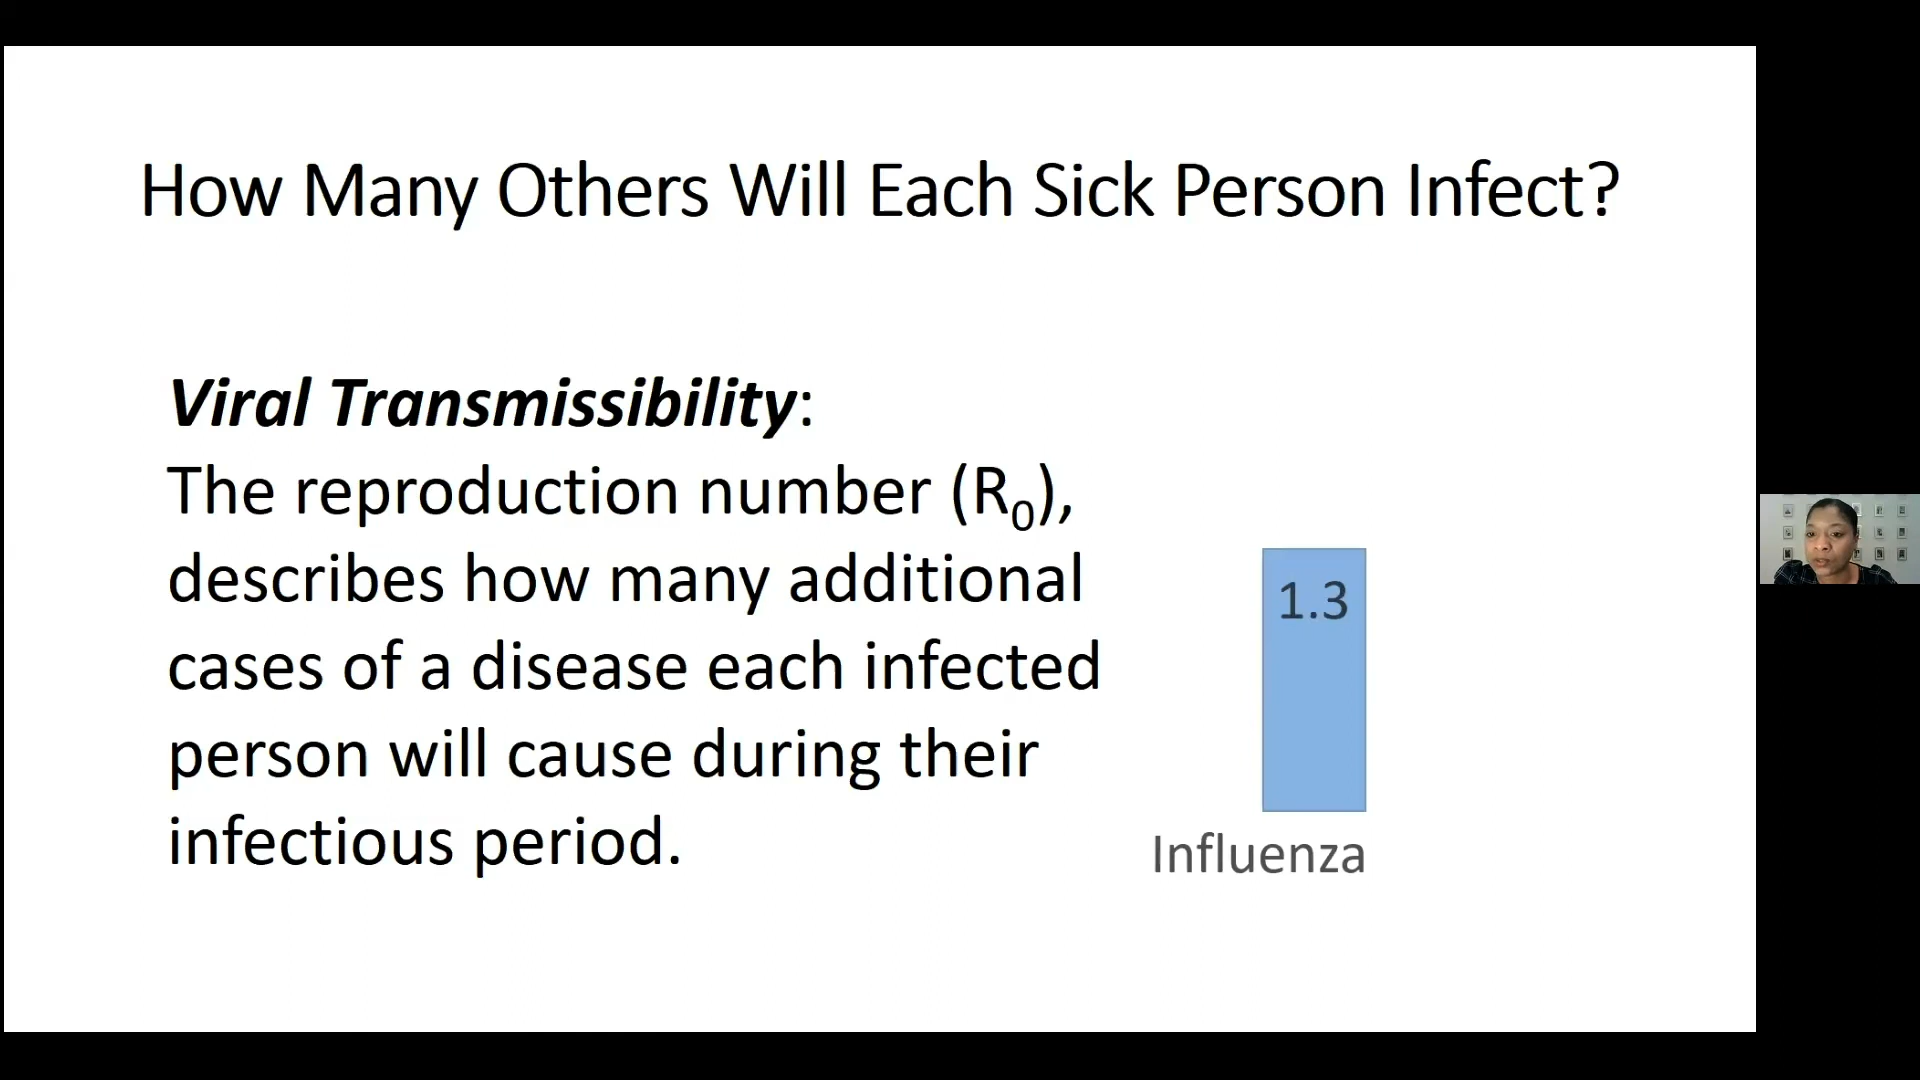 How Many Others Will Each Sick Person Infect?
Viral Transmissibility:
The reproduction number (R₀),
describes how many additional
cases of a disease each infected
person will cause during their
infectious period.
1.3
Influenza